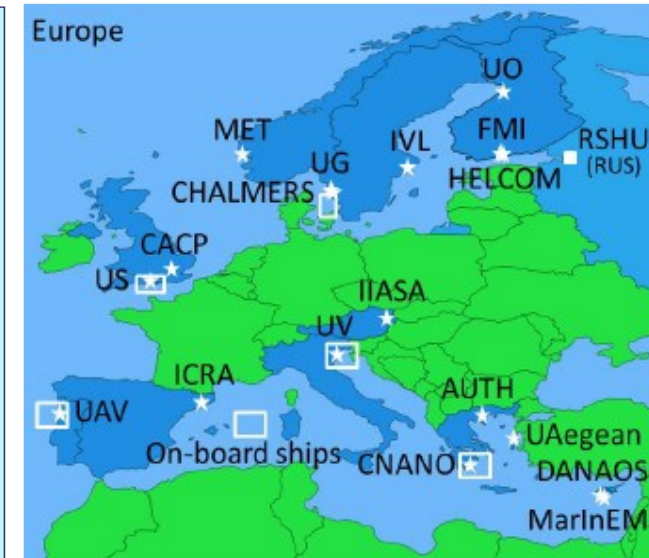 Europe
UO
MET
IVL
FMI
RSHU
(RUS)
UG
CHALMERS
HELCOM
CACP
US
IIASA
UV
ICRA
AUTH
UAV
UAegean
On-board ships
CNANO
DANAOS
MarInEM